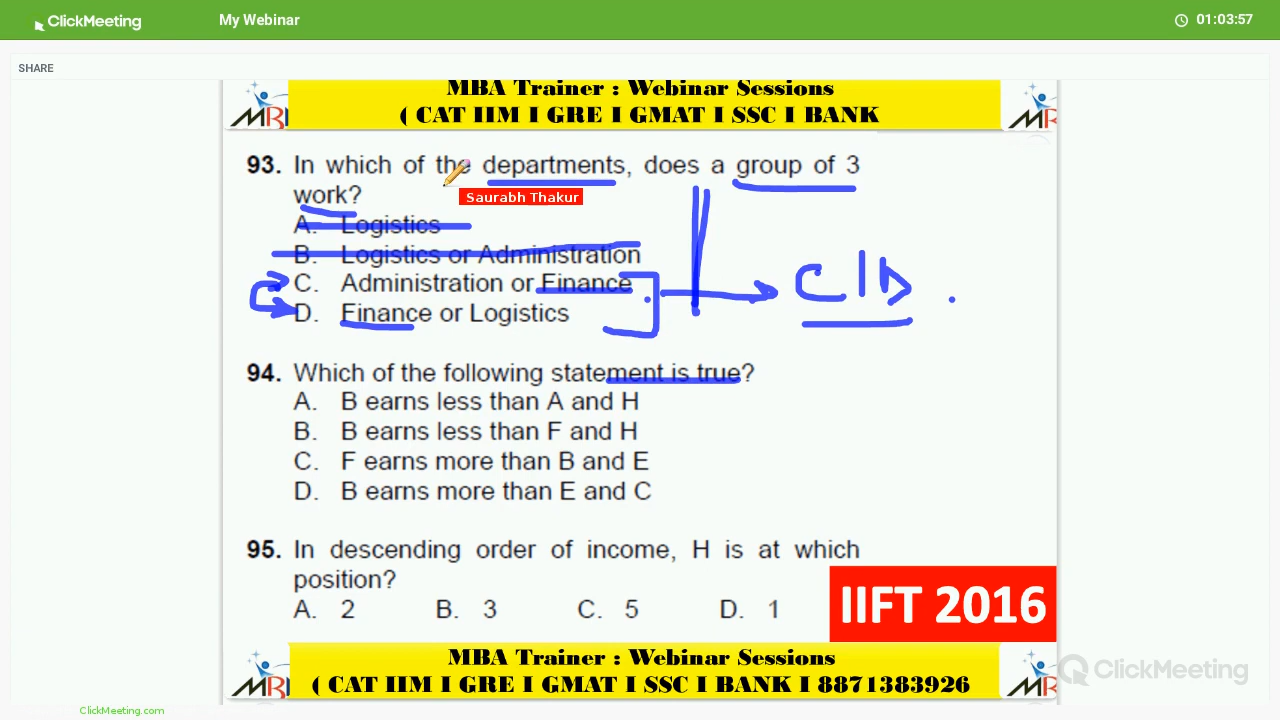 ClickMeeting
My Webinar
01:03:57
SHARE
MBA Trainer : Webinar Sessions
( CAT IIM I GRE I GMAT I SSC I BANK
93. In which of the departments, does a group of 3
work?
Saurabh Thakur
A. Logistics
B. Logistics or Administration
C. Administration or Finance
D. Finance or Logistics
C/D
94. Which of the following statement is true?
A. B earns less than A and H
B. B earns less than F and H
C. F earns more than B and E
D. B earns more than E and C
95. In descending order of income, H is at which
position?
A. 2 B. 3 C. 5 D. 1
IIFT 2016
MBA Trainer : Webinar Sessions
( CAT IIM I GRE I GMAT I SSC I BANK I 8871383926
ClickMeeting
ClickMeeting.com